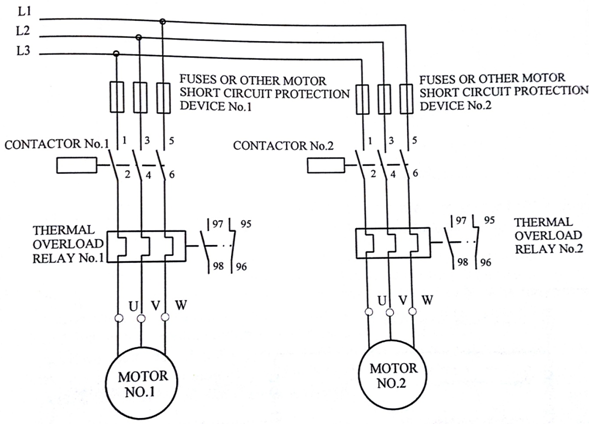 L1
L2
L3
FUSES OR OTHER MOTOR
SHORT CIRCUIT PROTECTION
DEVICE No.1
FUSES OR OTHER MOTOR
SHORT CIRCUIT PROTECTION
DEVICE No.2
CONTACTOR No.1
1 3 5
2 4 6
CONTACTOR No.2
1 3 5
2 4 6
THERMAL
OVERLOAD
RELAY No.1
97 95
98 96
97 95
98 96
THERMAL
OVERLOAD
RELAY No.2
U V W
U V W
MOTOR
NO.1
MOTOR
NO.2